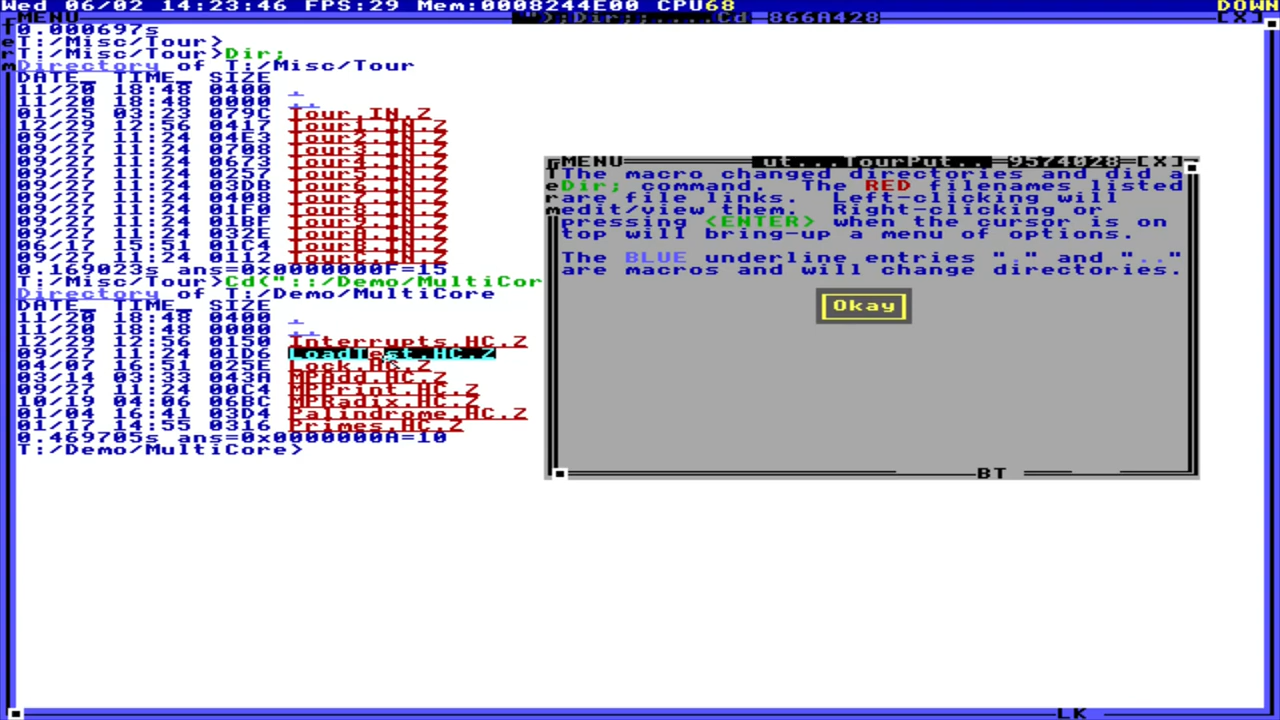 Wed 06/02 14:23:46 FPS:29 Mem:0008244E00 CPU68 DOWN
MENU ");Dir;....Cd 866A428 [X]
0.000697s
T:/Misc/Tour>
T:/Misc/Tour>Dir;
Directory of T:/Misc/Tour
DATE_ TIME_ SIZE
11/20 18:48 0400 .
11/20 18:48 0000 ..
01/25 03:23 079C Tour.IN.Z
12/29 12:56 0417 Tour1.IN.Z
09/27 11:24 04E3 Tour2.IN.Z
09/27 11:24 0708 Tour3.IN.Z
09/27 11:24 0673 Tour4.IN.Z
09/27 11:24 0257 Tour5.IN.Z
09/27 11:24 03DB Tour6.IN.Z
09/27 11:24 0408 Tour7.IN.Z
09/27 11:24 01F0 Tour8.IN.Z
09/27 11:24 01BF Tour9.IN.Z
09/27 11:24 032E TourA.IN.Z
06/17 15:51 01C4 TourB.IN.Z
09/27 11:24 0112 TourC.IN.Z
0.169023s ans=0x0000000F=15
T:/Misc/Tour>Cd("::/Demo/MultiCor
Directory of T:/Demo/MultiCore
DATE_ TIME_ SIZE
11/20 18:48 0400 .
11/20 18:48 0000 ..
12/29 12:56 0150 Interrupts.HC.Z
09/27 11:24 01D6 LoadTest.HC.Z
04/07 16:51 025E Lock.HC.Z
03/14 03:33 043A MPAdd.HC.Z
09/27 11:24 00C4 MPPrint.HC.Z
10/19 04:06 06BC MPRadix.HC.Z
01/04 16:41 03D4 Palindrome.HC.Z
01/17 14:55 0316 Primes.HC.Z
0.469705s ans=0x0000000A=10
T:/Demo/MultiCore>
MENU ut...TourPut.. 9574028 [X]
The macro changed directories and did a
Dir; command. The RED filenames listed
are file links. Left-clicking will
edit/view them. Right-clicking or
pressing <ENTER> when the cursor is on
top will bring-up a menu of options.
The BLUE underline entries "." and ".."
are macros and will change directories.
Okay
BT
LK